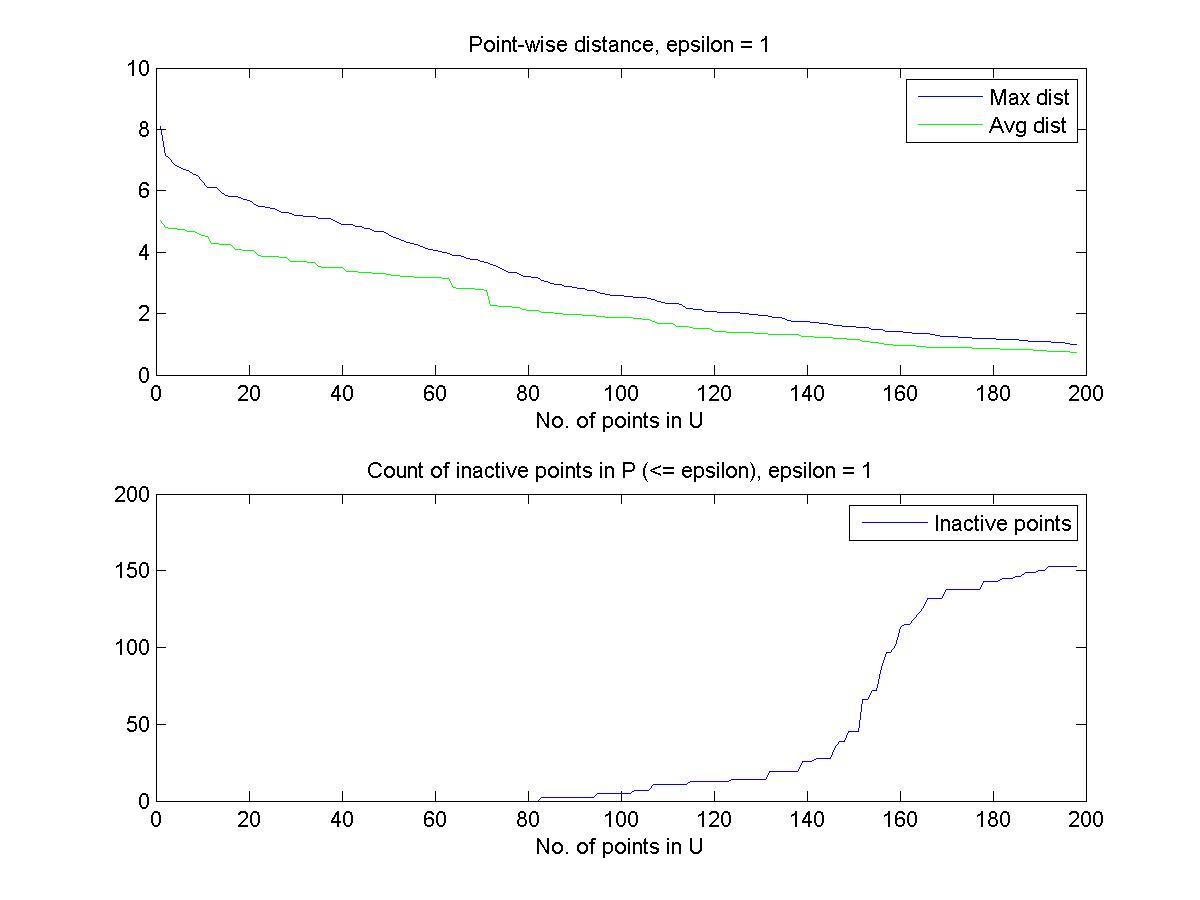 Point-wise distance, epsilon = 1
10
8
6
4
2
0
Max dist
Avg dist
0 20 40 60 80 100 120 140 160 180 200
No. of points in U
Count of inactive points in P (<= epsilon), epsilon = 1
200
150
100
50
0
Inactive points
0 20 40 60 80 100 120 140 160 180 200
No. of points in U